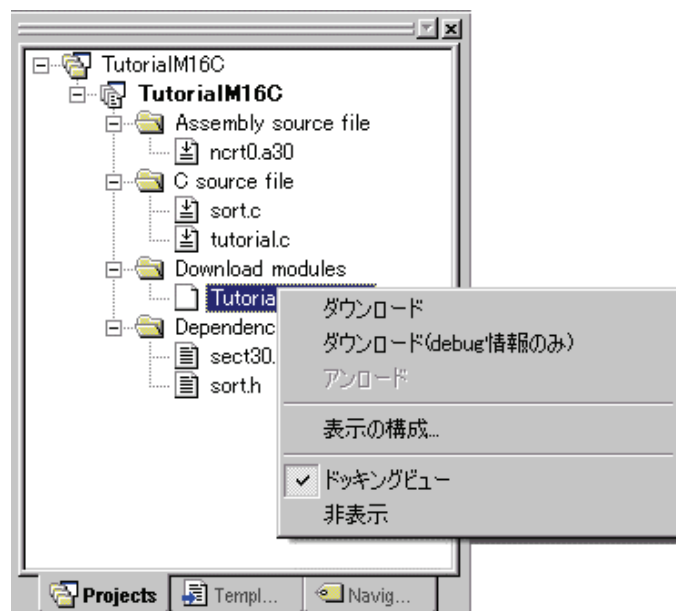 TutorialM16C
TutorialM16C
Assembly source file
ncrt0.a30
C source file
sort.c
tutorial.c
Download modules
Tutoria
Dependenc
sect30.
sort.h
ダウンロード
ダウンロード(debug情報のみ)
アンロード
表示の構成...
ドッキングビュー
非表示
Projects
Templ...
Navig...